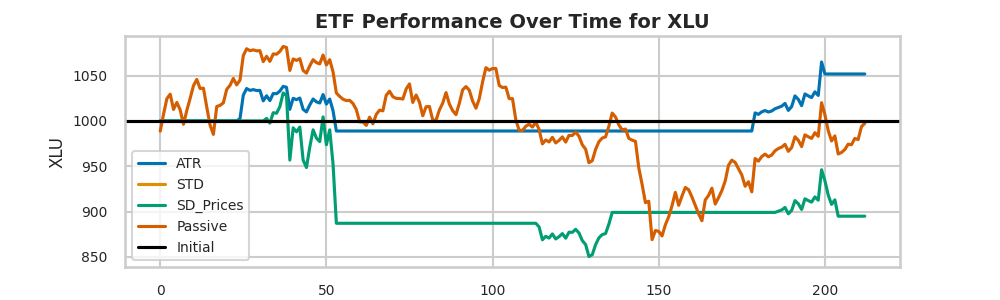 ETF Performance Over Time for XLU
XLU
1050
1000
950
900
850
ATR
STD
SD_Prices
Passive
Initial
0
50
100
150
200